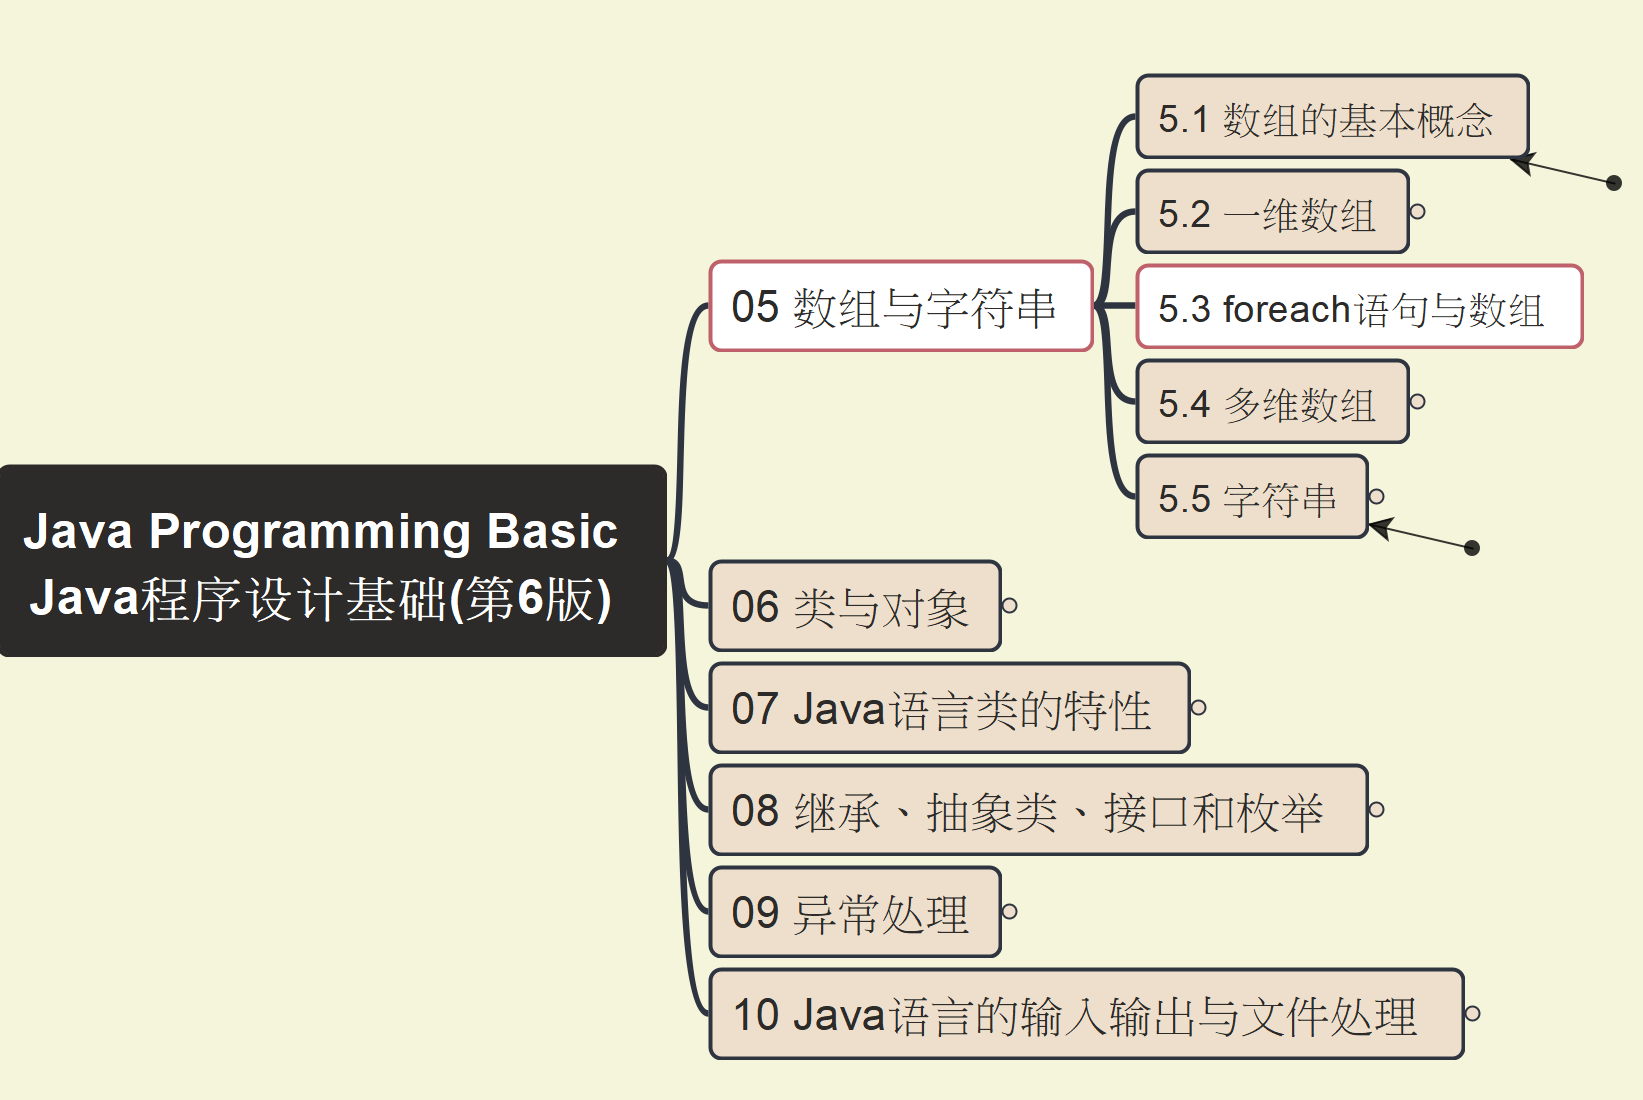 Java Programming Basic
Java程序设计基础(第6版)
05 数组与字符串
5.1 数组的基本概念
5.2 一维数组
5.3 foreach语句与数组
5.4 多维数组
5.5 字符串
06 类与对象
07 Java语言类的特性
08 继承、抽象类、接口和枚举
09 异常处理
10 Java语言的输入输出与文件处理